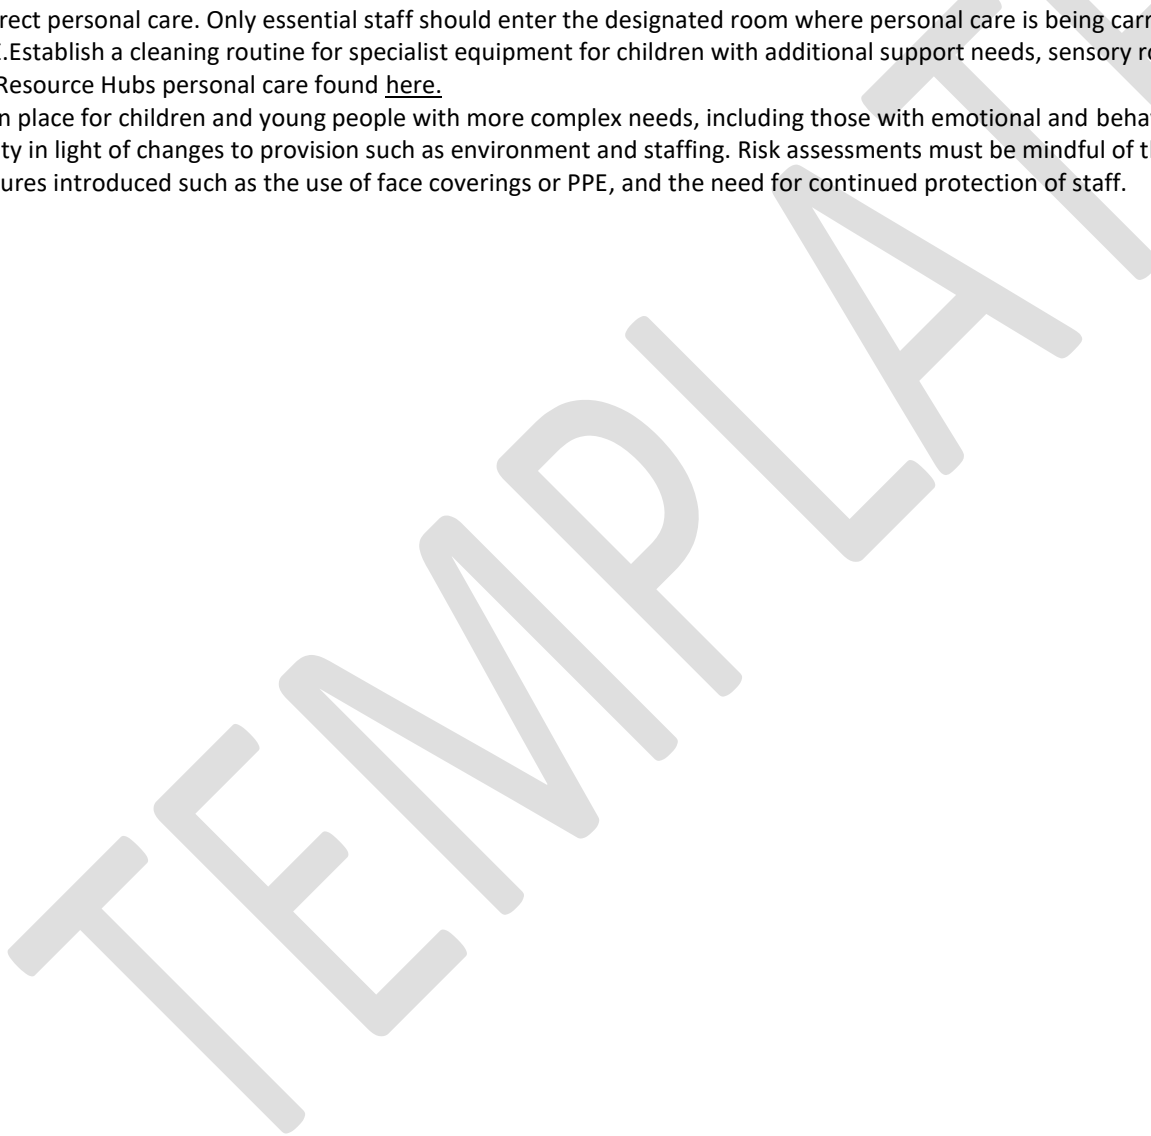 rect personal care. Only essential staff should enter the designated room where personal care is being carr
.Establish a cleaning routine for specialist equipment for children with additional support needs, sensory ro
Resource Hubs personal care found here.
n place for children and young people with more complex needs, including those with emotional and beha
ty in light of changes to provision such as environment and staffing. Risk assessments must be mindful of t
ures introduced such as the use of face coverings or PPE, and the need for continued protection of staff.
TEMPLATE